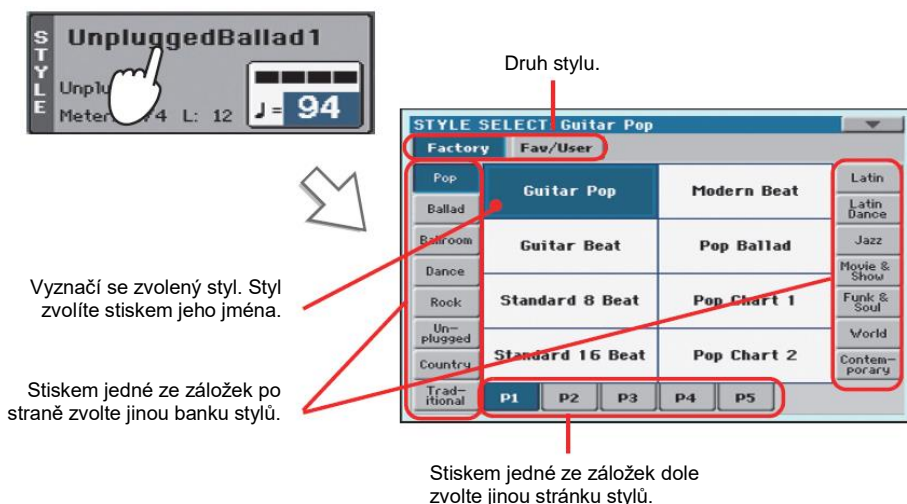 STYLE
UnpluggedBallad1
Unplu
Meter 4 L: 12
♩= 94
Druh stylu.
STYLE SELECT: Guitar Pop
Factory Fav/User
Pop
Ballad
Ballroom
Dance
Rock
Un-
plugged
Country
Trad-
itional
Guitar Pop Modern Beat
Guitar Beat Pop Ballad
Standard 8 Beat Pop Chart 1
Standard 16 Beat Pop Chart 2
Latin
Latin
Dance
Jazz
Movie &
Show
Funk &
Soul
World
Contem-
porary
P1 P2 P3 P4 P5
Vyznačí se zvolený styl. Styl
zvolíte stiskem jeho jména.
Stiskem jedné ze záložek po
straně zvolte jinou banku stylů.
Stiskem jedné ze záložek dole
zvolte jinou stránku stylů.